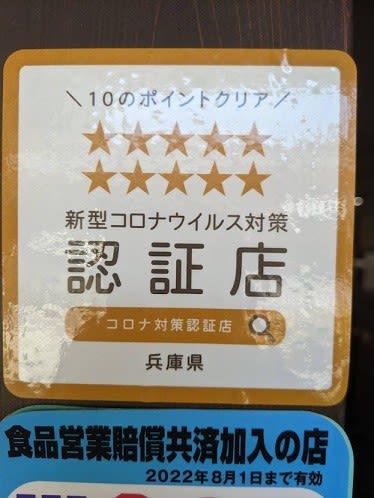 ＼10のポイントクリア／
★★★★★
★★★★★
新型コロナウイルス対策
認証店
コロナ対策認証店
兵庫県
食品営業賠償共済加入の店
2022年8月1日まで有効